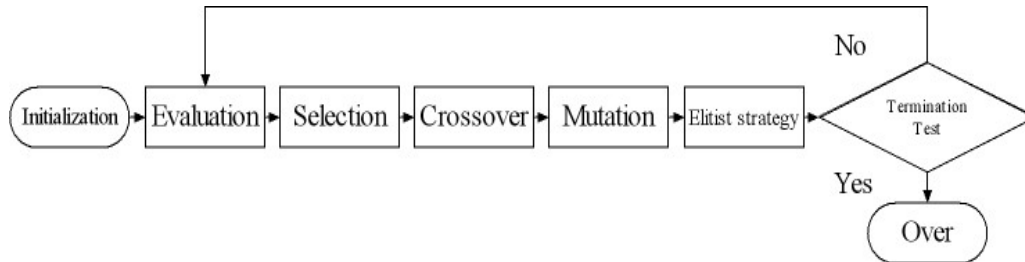 No
Initialization
Evaluation
Selection
Crossover
Mutation
Elitist strategy
Termination
Test
Yes
Over